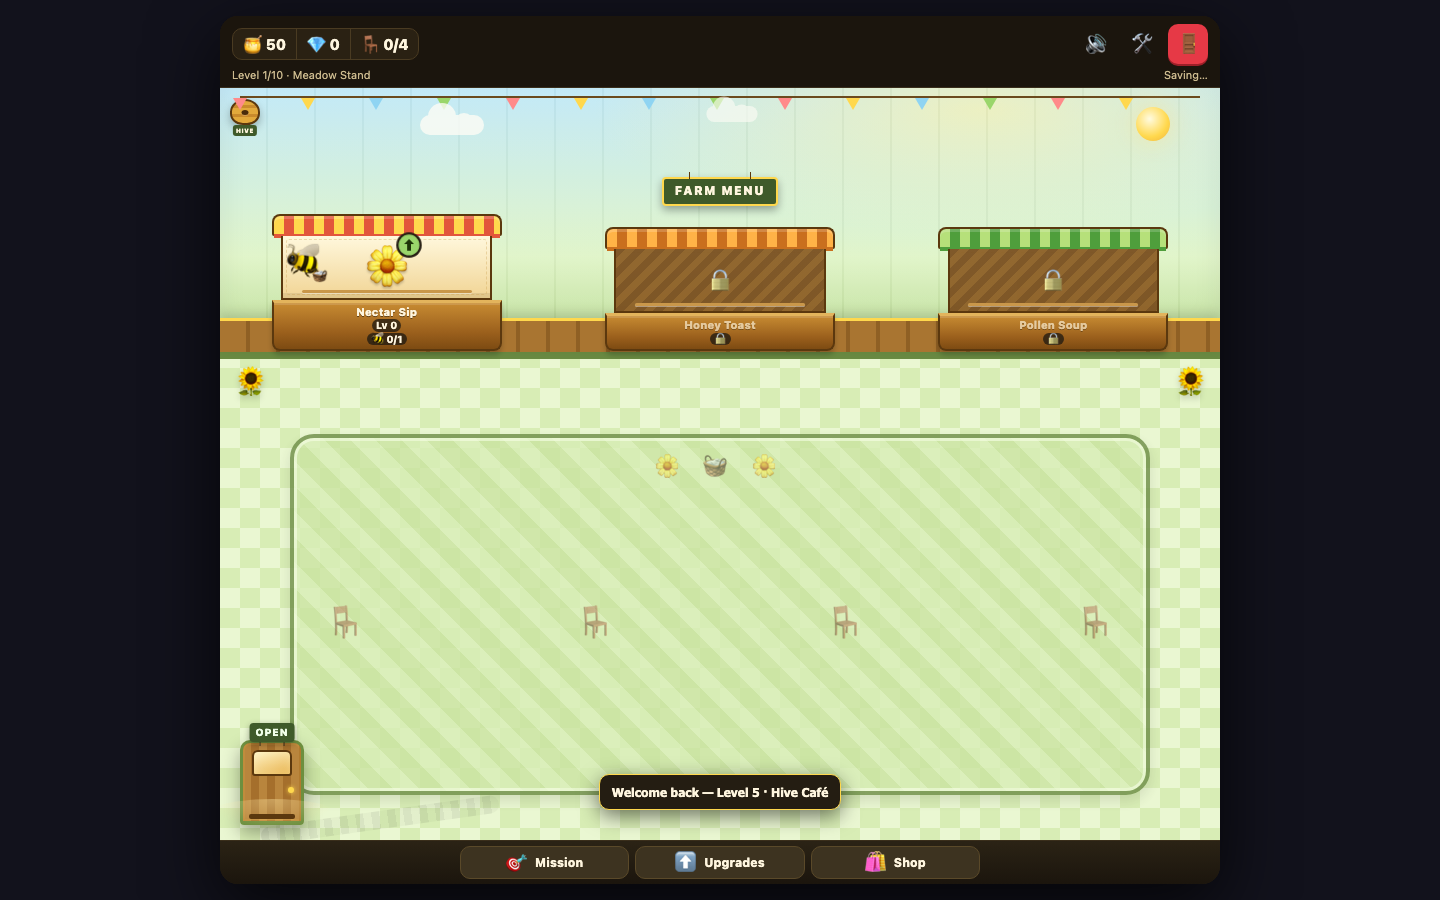 50
0
0/4
Level 1/10 · Meadow Stand
Saving...
HIVE
FARM MENU
Nectar Sip
Lv 0
0/1
Honey Toast
Pollen Soup
OPEN
Welcome back — Level 5 · Hive Café
Mission
Upgrades
Shop